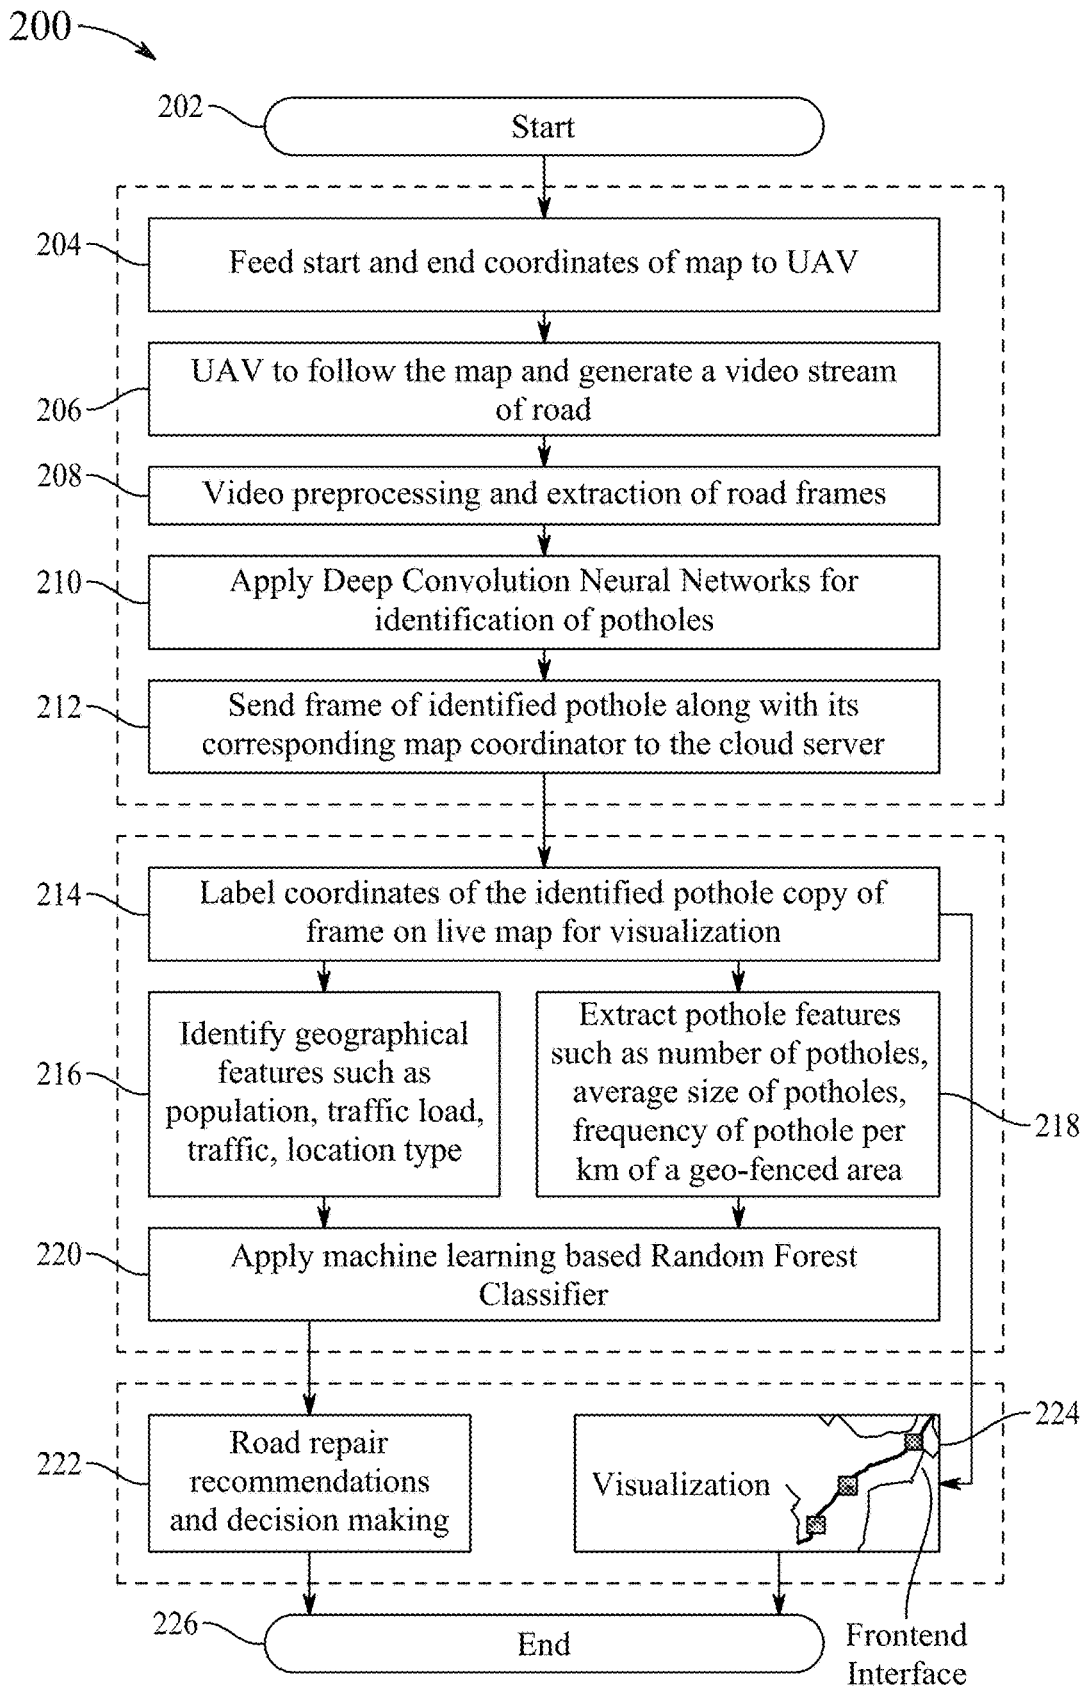 200
202
Start
204
Feed start and end coordinates of map to UAV
206
UAV to follow the map and generate a video stream
of road
208
Video preprocessing and extraction of road frames
210
Apply Deep Convolution Neural Networks for
identification of potholes
212
Send frame of identified pothole along with its
corresponding map coordinator to the cloud server
214
Label coordinates of the identified pothole copy of
frame on live map for visualization
216
Identify geographical
features such as
population, traffic load,
traffic, location type
Extract pothole features
such as number of potholes,
average size of potholes,
frequency of pothole per
km of a geo-fenced area
218
220
Apply machine learning based Random Forest
Classifier
222
Road repair
recommendations
and decision making
Visualization
224
226
End
Frontend
Interface